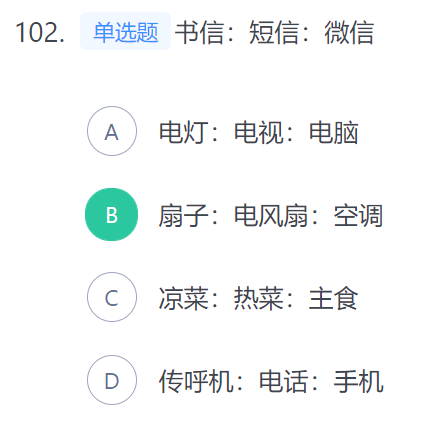 102. 单选题 书信：短信：微信
A 电灯：电视：电脑
B 扇子：电风扇：空调
C 凉菜：热菜：主食
D 传呼机：电话：手机